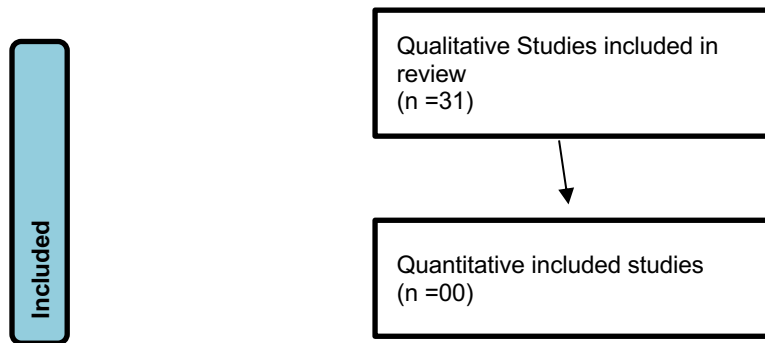 Qualitative Studies included in
review
(n =31)
Included
Quantitative included studies
(n =00)